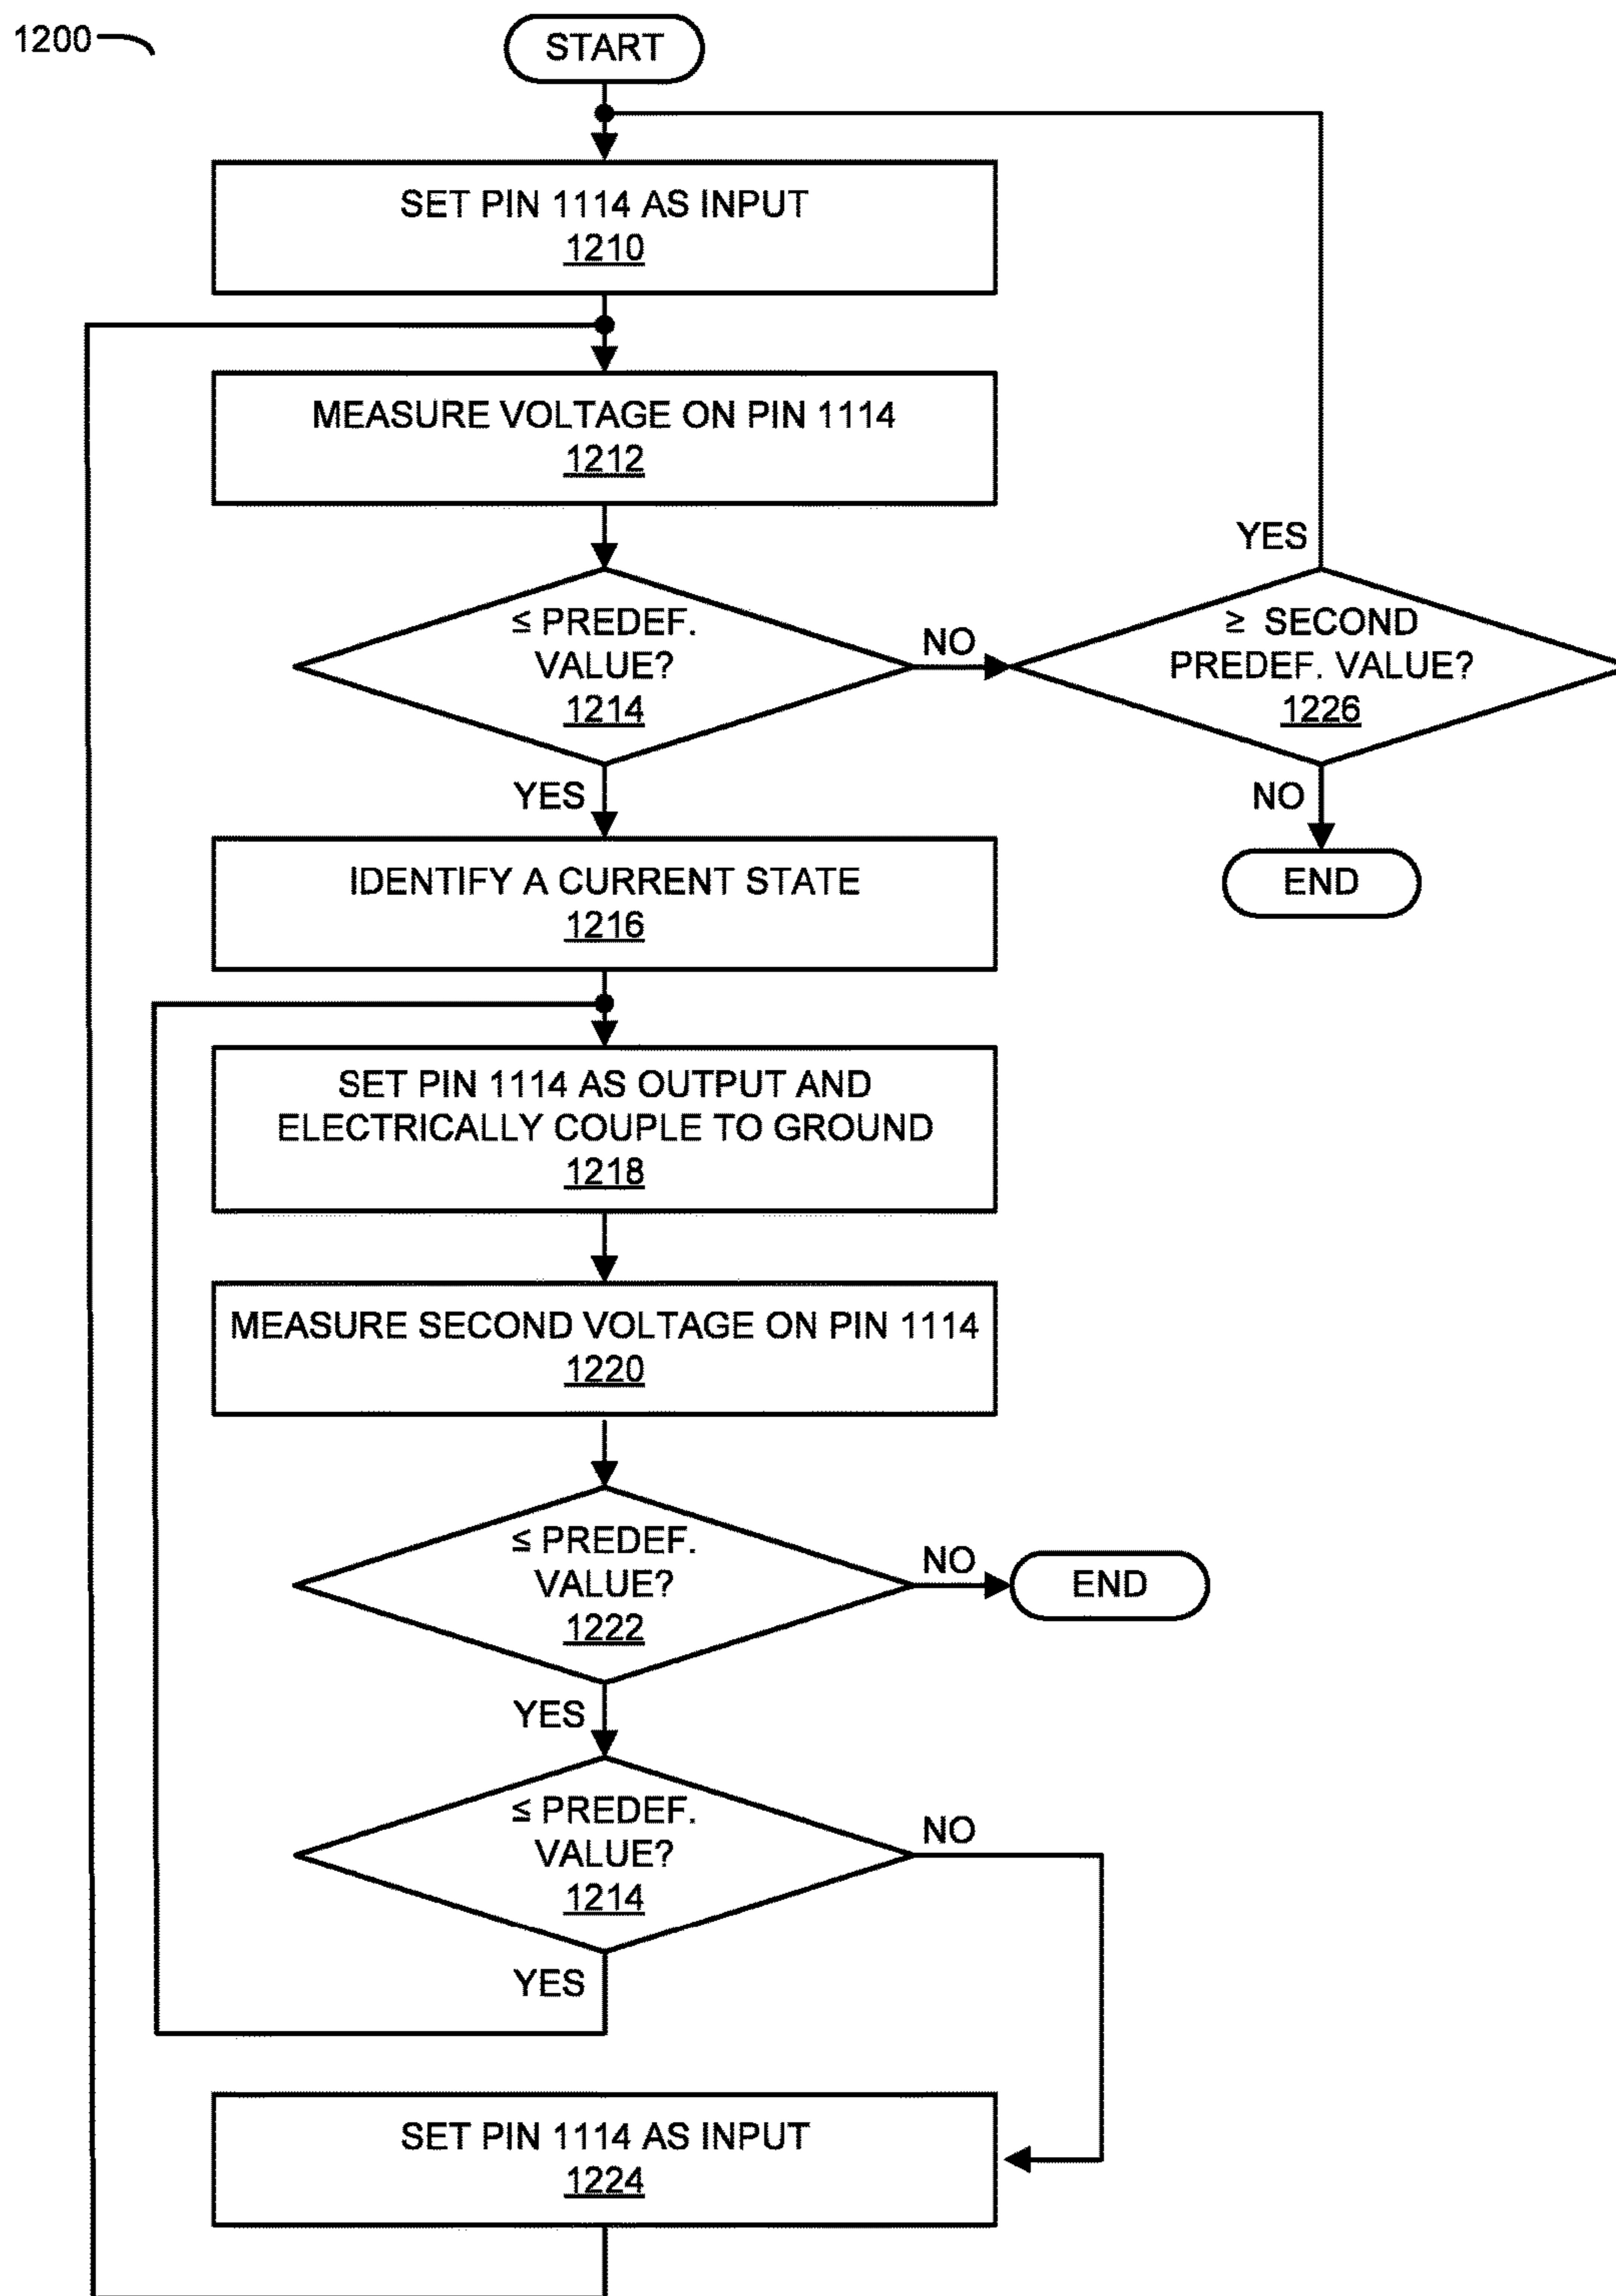 1200
START
SET PIN 1114 AS INPUT
1210
MEASURE VOLTAGE ON PIN 1114
1212
≤ PREDEF.
VALUE?
1214
NO
YES
≥ SECOND
PREDEF. VALUE?
1226
YES
NO
END
IDENTIFY A CURRENT STATE
1216
SET PIN 1114 AS OUTPUT AND
ELECTRICALLY COUPLE TO GROUND
1218
MEASURE SECOND VOLTAGE ON PIN 1114
1220
≤ PREDEF.
VALUE?
1222
NO
END
YES
≤ PREDEF.
VALUE?
1214
NO
YES
SET PIN 1114 AS INPUT
1224